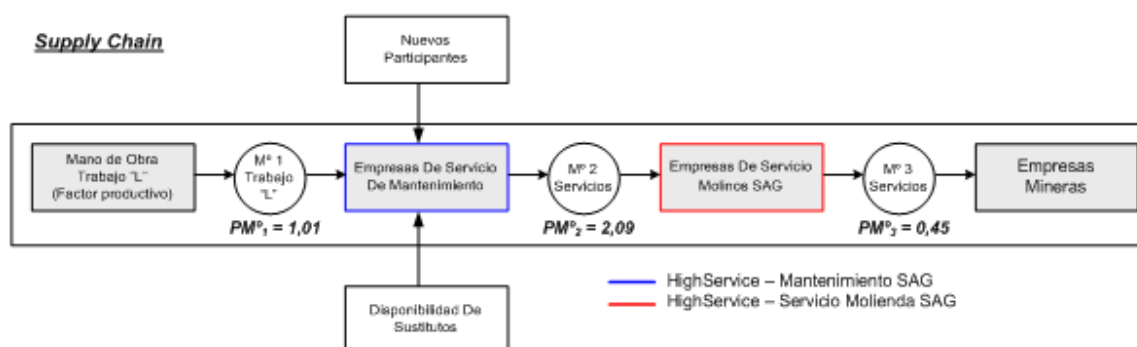 Supply Chain
Nuevos
Participantes
Mano de Obra
Trabajo "L"
(Factor productivo)
Mº 1
Trabajo
"L"
Empresas De Servicio
De Mantenimiento
Mº 2
Servicios
Empresas De Servicio
Molinos SAG
Mº 3
Servicios
Empresas
Mineras
PMº₁ = 1,01
PMº₂ = 2,09
PMº₃ = 0,45
Disponibilidad De
Sustitutos
HighService – Mantenimiento SAG
HighService – Servicio Molienda SAG